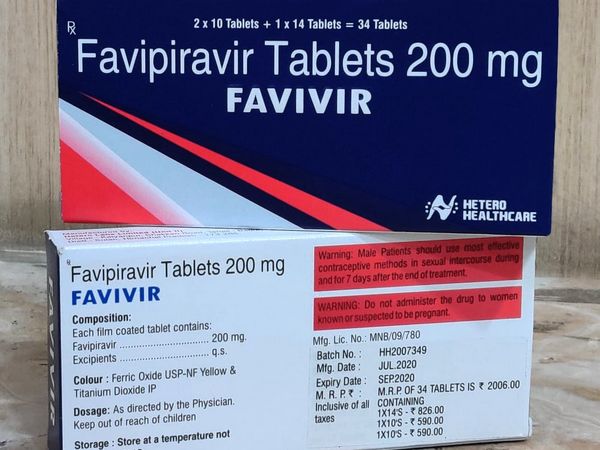 Rx
2 x 10 Tablets + 1 x 14 Tablets = 34 Tablets
Favipiravir Tablets 200 mg
FAVIVIR
HETERO
HEALTHCARE
Rx
Favipiravir Tablets 200 mg
FAVIVIR
Composition:
Each film coated tablet contains:
Favipiravir ........................... 200 mg.
Excipients ........................... q.s.
Colour : Ferric Oxide USP-NF Yellow &
Titanium Dioxide IP
Dosage: As directed by the Physician.
Keep out of reach of children
Storage : Store at a temperature not
FAVIVIR
Warning: Male Patients should use most effective
contraceptive methods in sexual intercourse during
and for 7 days after the end of treatment.
WARNING: Do not administer the drug to women
known or suspected to be pregnant.
Mfg. Lic. No.: MNB/09/780
Batch No. : HH2007349
Mfg. Date : JUL.2020
Expiry Date : SEP2020
M. R. P. ₹ : M.R.P OF 34 TABLETS IS ₹ 2006.00
Inclusive of all CONTAINING
taxes 1X14'S - ₹ 826.00
1X10'S - ₹ 590.00
1X10'S - ₹ 590.00